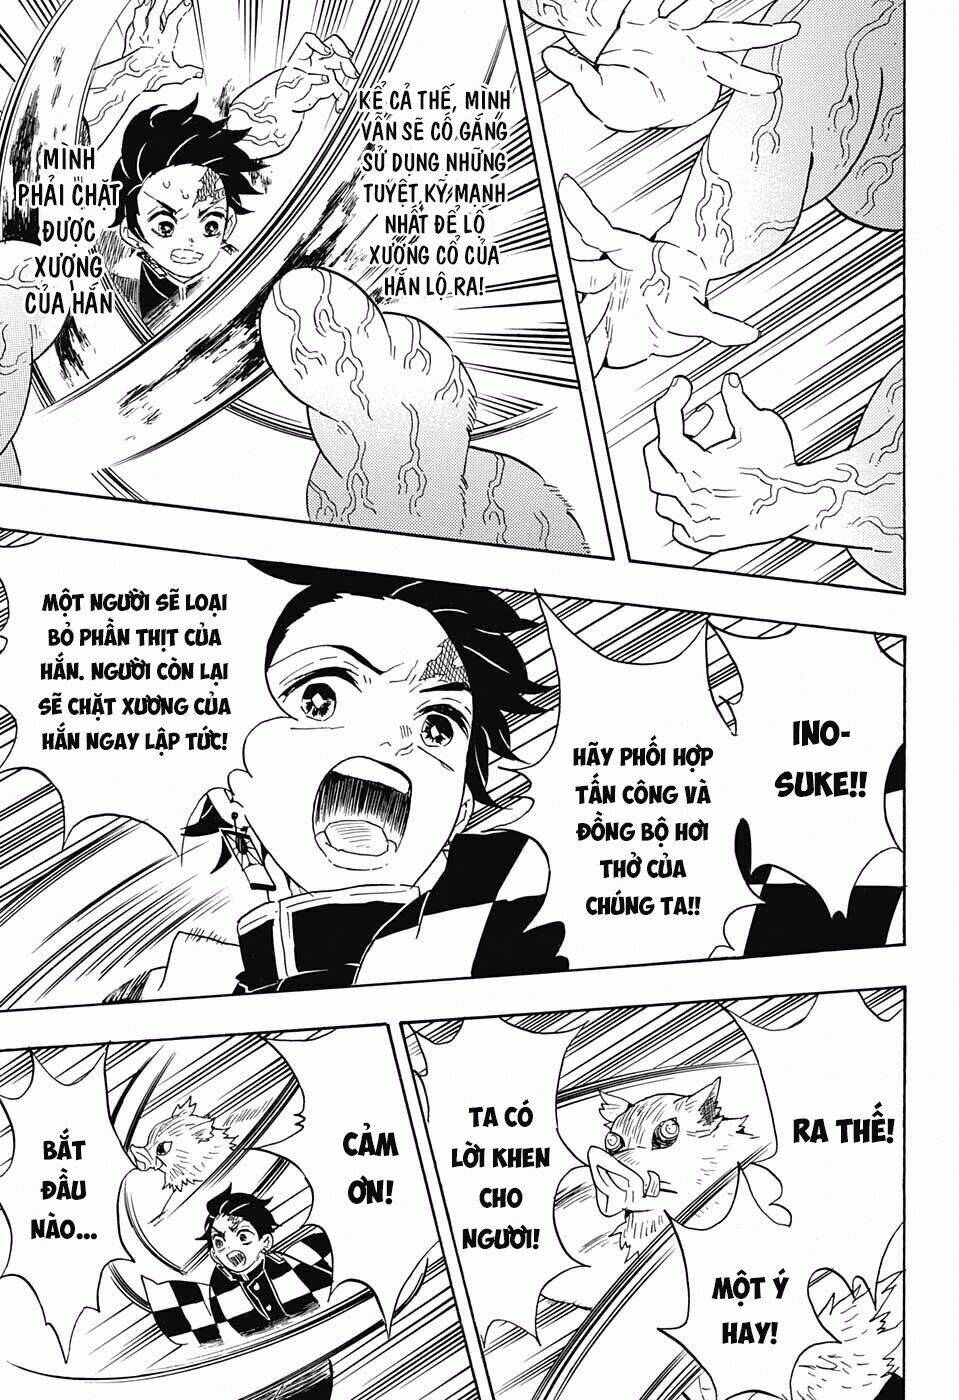 KỂ CẢ THẾ, MÌNH
VẪN SẼ CỐ GẮNG
SỬ DỤNG NHỮNG
TUYỆT KỸ MẠNH
NHẤT ĐỂ LỘ
XƯƠNG CỔ CỦA
HẮN LỘ RA!
MÌNH
PHẢI CHẶT
ĐƯỢC
XƯƠNG
CỦA HẮN
INO-
SUKE!!
HÃY PHỐI HỢP
TẤN CÔNG VÀ
ĐỒNG BỘ HƠI
THỞ CỦA
CHÚNG TA!!
MỘT NGƯỜI SẼ LOẠI
BỎ PHẦN THỊT CỦA
HẮN. NGƯỜI CÒN LẠI
SẼ CHẶT XƯƠNG CỦA
HẮN NGAY LẬP TỨC!
RA THẾ!
MỘT Ý
HAY!
TA CÓ
LỜI KHEN
CHO
NGƯƠI!
CẢM
ƠN!
BẮT
ĐẦU
NÀO...